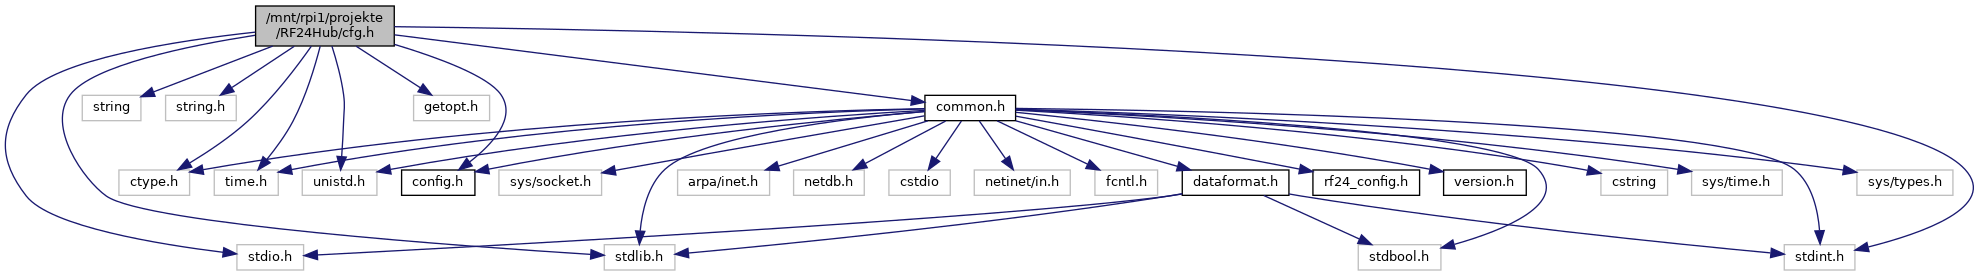 /mnt/rpi1/projekte
/RF24Hub/cfg.h
string
string.h
getopt.h
common.h
ctype.h
time.h
unistd.h
config.h
sys/socket.h
arpa/inet.h
netdb.h
cstdio
netinet/in.h
fcntl.h
dataformat.h
rf24_config.h
version.h
cstring
sys/time.h
sys/types.h
stdio.h
stdlib.h
stdbool.h
stdint.h